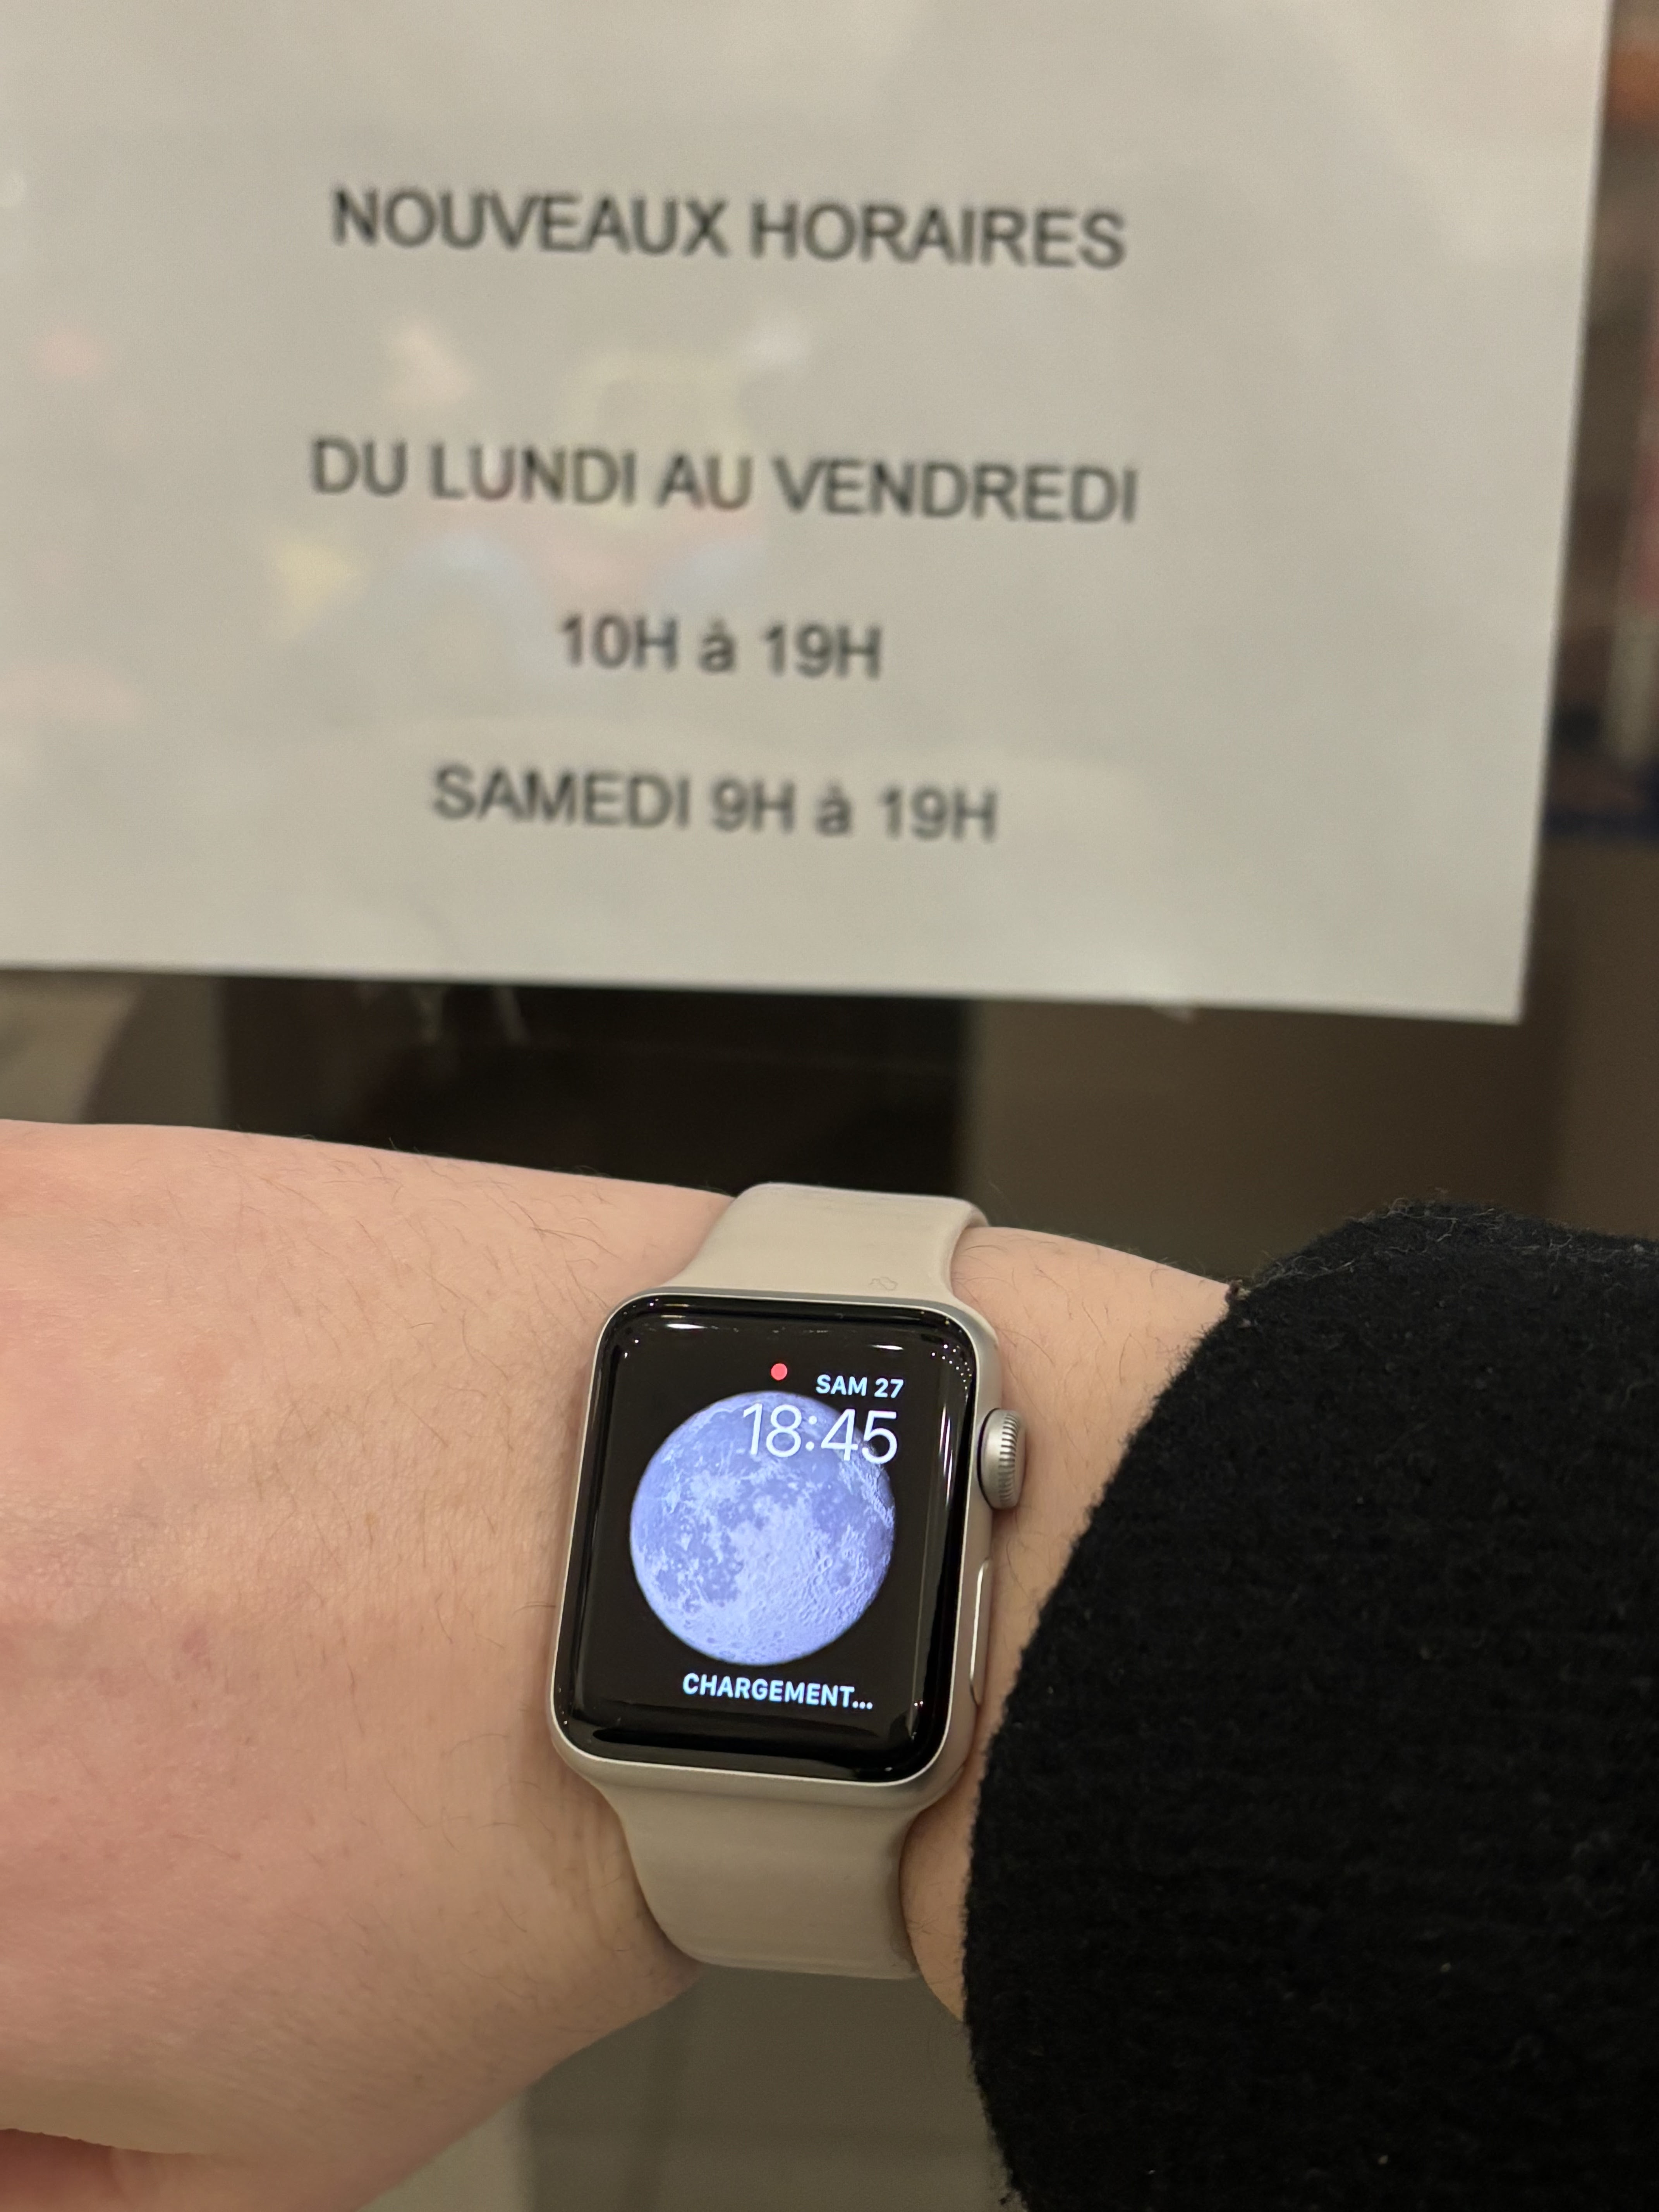 NOUVEAUX HORAIRES
DU LUNDI AU VENDREDI
10H à 19H
SAMEDI 9H à 19H
SAM 27
18:45
CHARGEMENT...